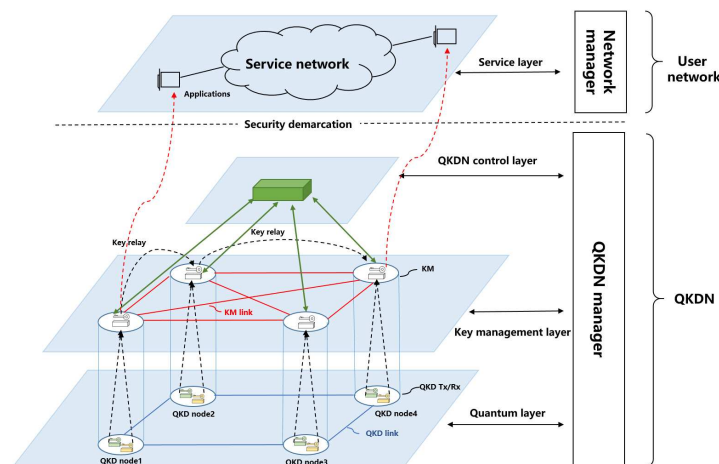 Service network
Applications
Service layer
Network
manager
User
network
Security demarcation
QKDN control layer
Key relay
Key relay
KM
KM link
Key management layer
QKDN manager
QKDN
QKD Tx/Rx
QKD node2
QKD node4
Quantum layer
QKD link
QKD node1
QKD node3